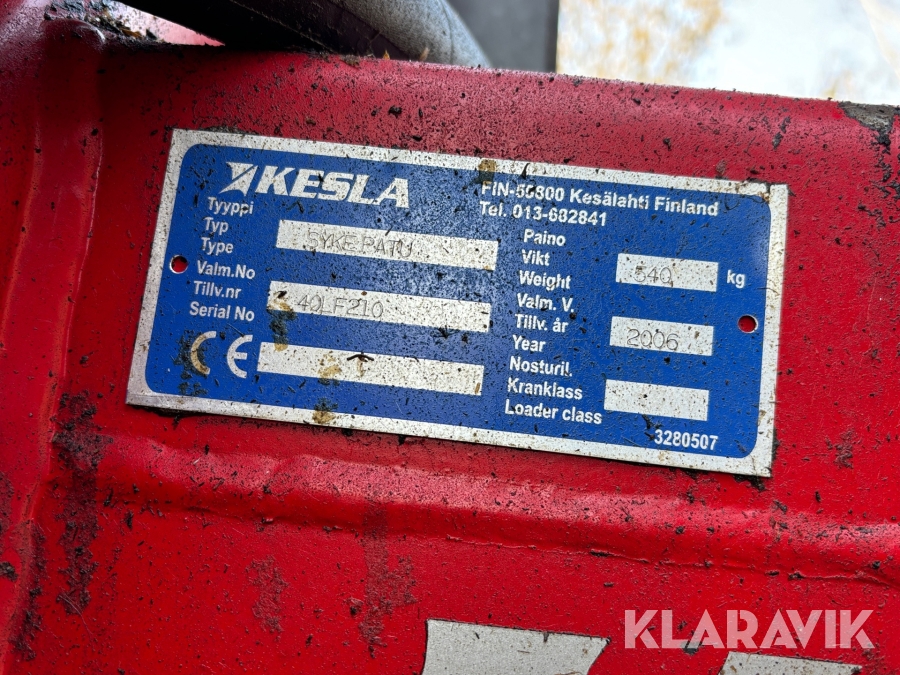 KESLA
FIN-59800 Kesälahti Finland
Tel. 013-682841
Tyyppi
Typ
Type
SYKE PATU
Valm.No
Tillv.nr
Serial No
40LF210
CE
Paino
Vikt
Weight
540
kg
Valm. V.
Tillv. år
Year
2006
Nosturil.
Kranklass
Loader class
3280507
KLARAVIK